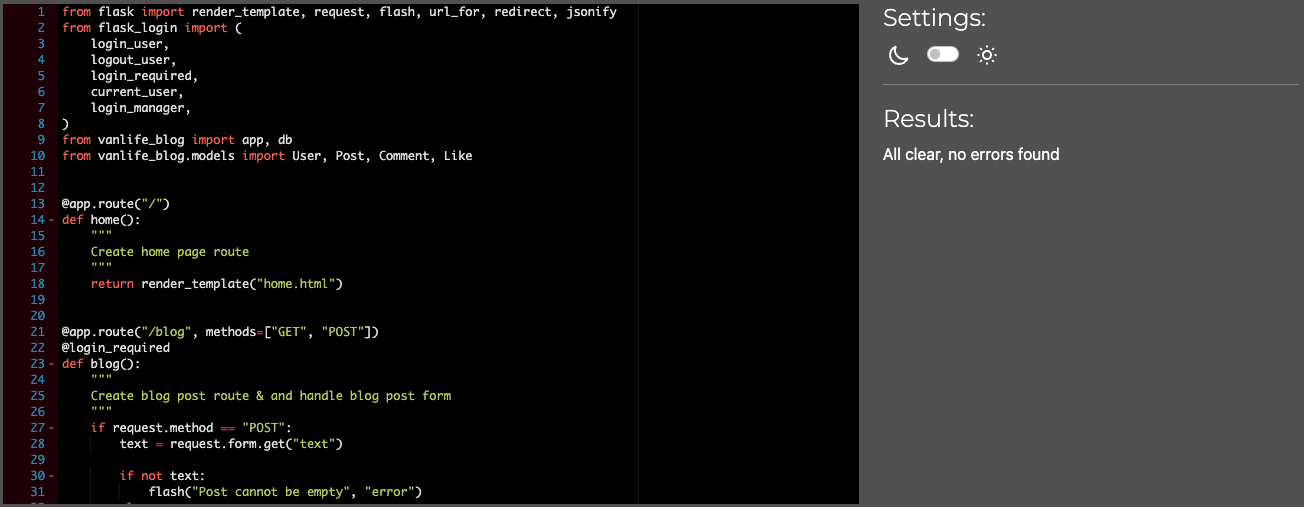 1 from flask import render_template, request, flash, url_for, redirect, jsonify
2 from flask_login import (
3     login_user,
4     logout_user,
5     login_required,
6     current_user,
7     login_manager,
8 )
9 from vanlife_blog import app, db
10 from vanlife_blog.models import User, Post, Comment, Like
11
12
13 @app.route("/")
14 def home():
15     """
16     Create home page route
17     """
18     return render_template("home.html")
19
20
21 @app.route("/blog", methods=["GET", "POST"])
22 @login_required
23 def blog():
24     """
25     Create blog post route & and handle blog post form
26     """
27     if request.method == "POST":
28         text = request.form.get("text")
29
30         if not text:
31             flash("Post cannot be empty", "error")
Settings:
Results:
All clear, no errors found